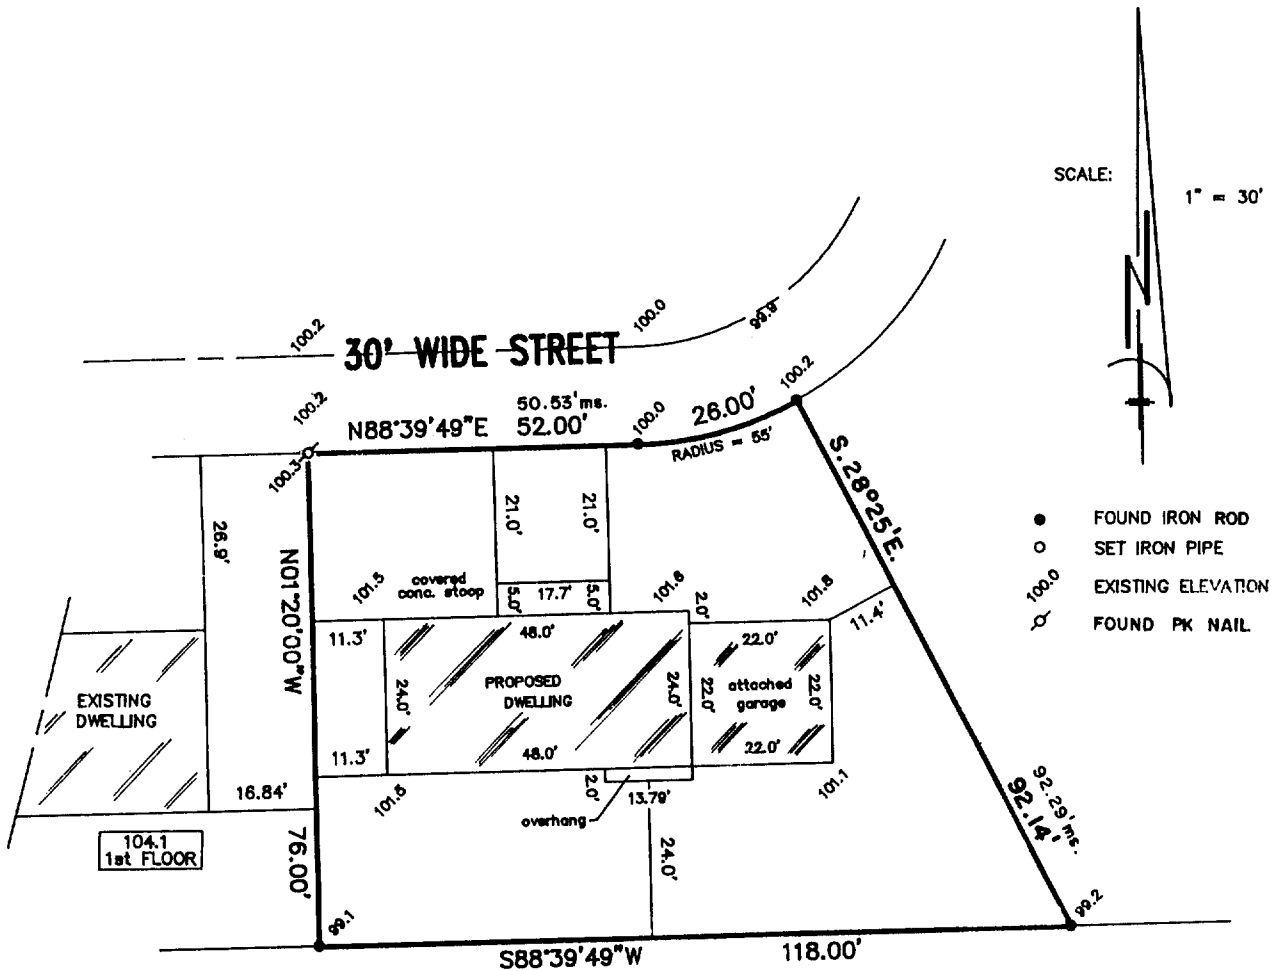 SCALE:
1" = 30'
N
100.2
100.0
99.9
30' WIDE STREET
100.2
100.2
50.53'ms.
26.00'
N88°39'49"E 52.00'
100.0
RADIUS = 55'
100.3
S. 28°25'E.
26.9'
21.0'
21.0'
FOUND IRON ROD
SET IRON PIPE
100.0
EXISTING ELEVATION
FOUND PK NAIL
N01°20'00"W
101.5
covered
conc. stoop
5.0'
17.7'
5.0'
101.6
2.0'
101.8
11.4'
11.3'
48.0'
22.0'
24.0'
PROPOSED
DWELLING
24.0'
22.0'
attached
garage
22.0'
EXISTING
DWELLING
11.3'
48.0'
22.0'
16.84'
101.5
2.0'
13.79'
101.1
overhang
92.29'ms.
92.14'
104.1
1st FLOOR
76.00'
24.0'
99.1
99.2
S88°39'49"W
118.00'